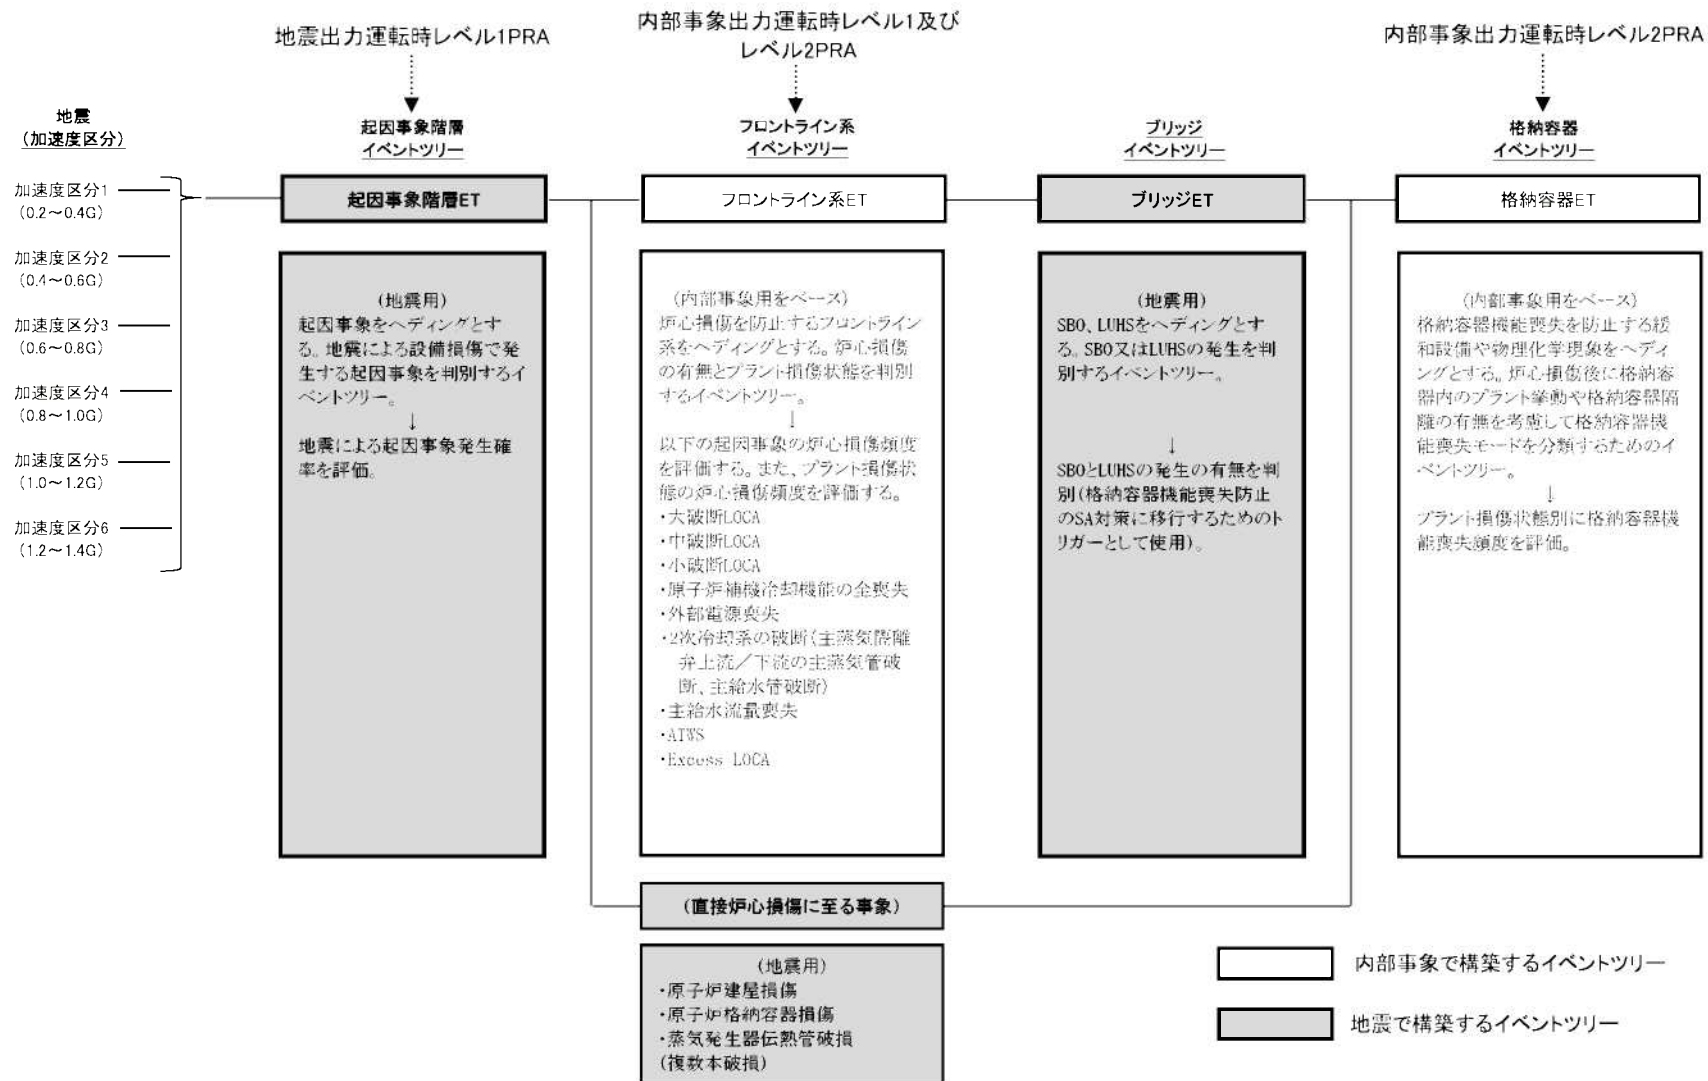 地震出力運転時レベル1PRA
内部事象出力運転時レベル1及び
レベル2PRA
内部事象出力運転時レベル2PRA
地震
(加速度区分)
起因事象階層
イベントツリー
フロントライン系
イベントツリー
ブリッジ
イベントツリー
格納容器
イベントツリー
加速度区分1
(0.2～0.4G)
加速度区分2
(0.4～0.6G)
加速度区分3
(0.6～0.8G)
加速度区分4
(0.8～1.0G)
加速度区分5
(1.0～1.2G)
加速度区分6
(1.2～1.4G)
起因事象階層ET
(地震用)
起因事象をヘディングとす
る。地震による設備損傷で発
生する起因事象を判別するイ
ベントツリー。
↓
地震による起因事象発生確
率を評価。
フロントライン系ET
(内部事象用をベース)
炉心損傷を防止するフロントライン
系をヘディングとする。炉心損傷
の有無とプラント損傷状態を判別
するイベントツリー。
↓
以下の起因事象の炉心損傷頻度
を評価する。また、プラント損傷状
態の炉心損傷頻度を評価する。
・大破断LOCA
・中破断LOCA
・小破断LOCA
・原子炉補機冷却機能の全喪失
・外部電源喪失
・2次冷却系の破断(主蒸気隔離
弁上流／下流の主蒸気管破
断、主給水管破断)
・主給水流量喪失
・ATWS
・Excess LOCA
ブリッジET
(地震用)
SBO、LUHSをヘディングとす
る。SBO又はLUHSの発生を判
別するイベントツリー。
↓
SBOとLUHSの発生の有無を判
別(格納容器機能喪失防止
のSA対策に移行するためのト
リガーとして使用)。
格納容器ET
(内部事象用をベース)
格納容器機能喪失を防止する緩
和設備や物理化学現象をヘディ
ングとする。炉心損傷後に格納容
器内のプラント挙動や格納容器隔
離の有無を考慮して格納容器機
能喪失モードを分類するためのイ
ベントツリー。
↓
プラント損傷状態別に格納容器機
能喪失頻度を評価。
(直接炉心損傷に至る事象)
(地震用)
・原子炉建屋損傷
・原子炉格納容器損傷
・蒸気発生器伝熱管破損
(複数本破損)
内部事象で構築するイベントツリー
地震で構築するイベントツリー